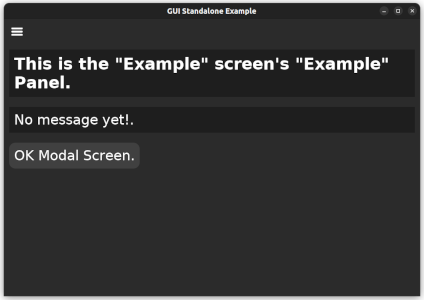 GUI Standalone Example
This is the "Example" screen's "Example"
Panel.
No message yet!.
OK Modal Screen.